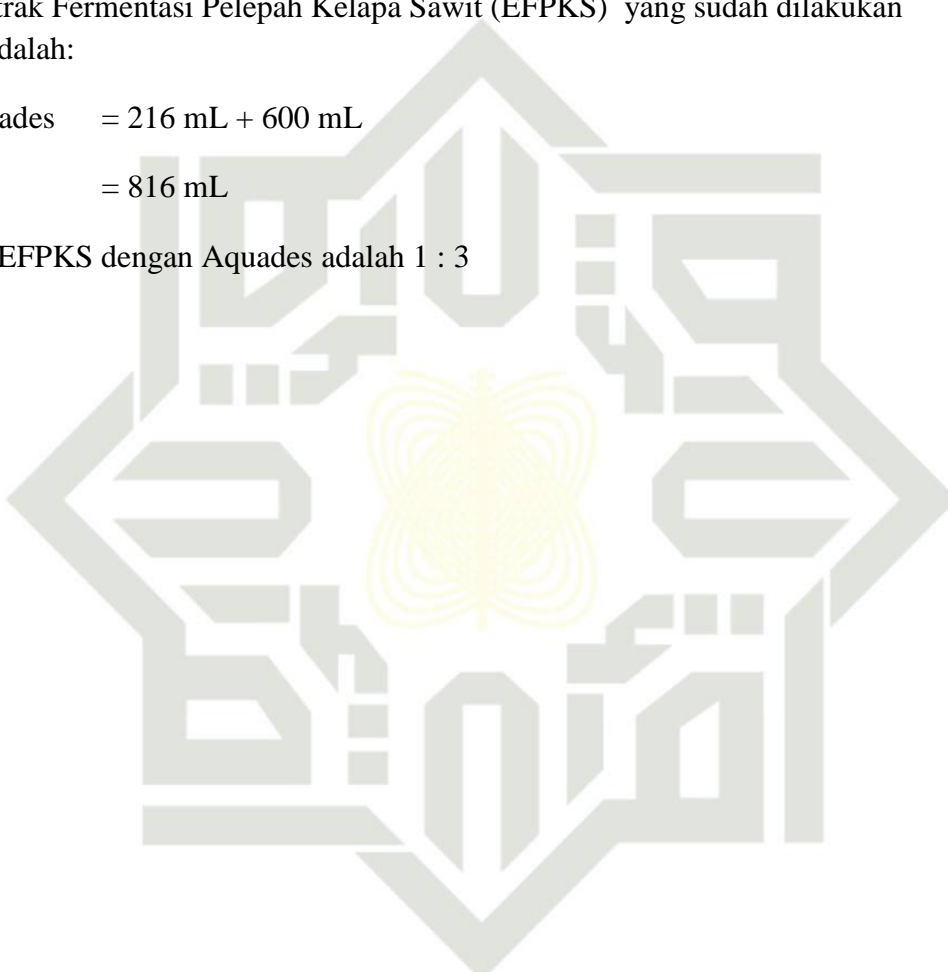 trak Fermentasi Pelepah Kelapa Sawit (EFPKS) yang sudah dilakukan
dalah:
ades = 216 mL + 600 mL
= 816 mL
EFPKS dengan Aquades adalah 1 : 3